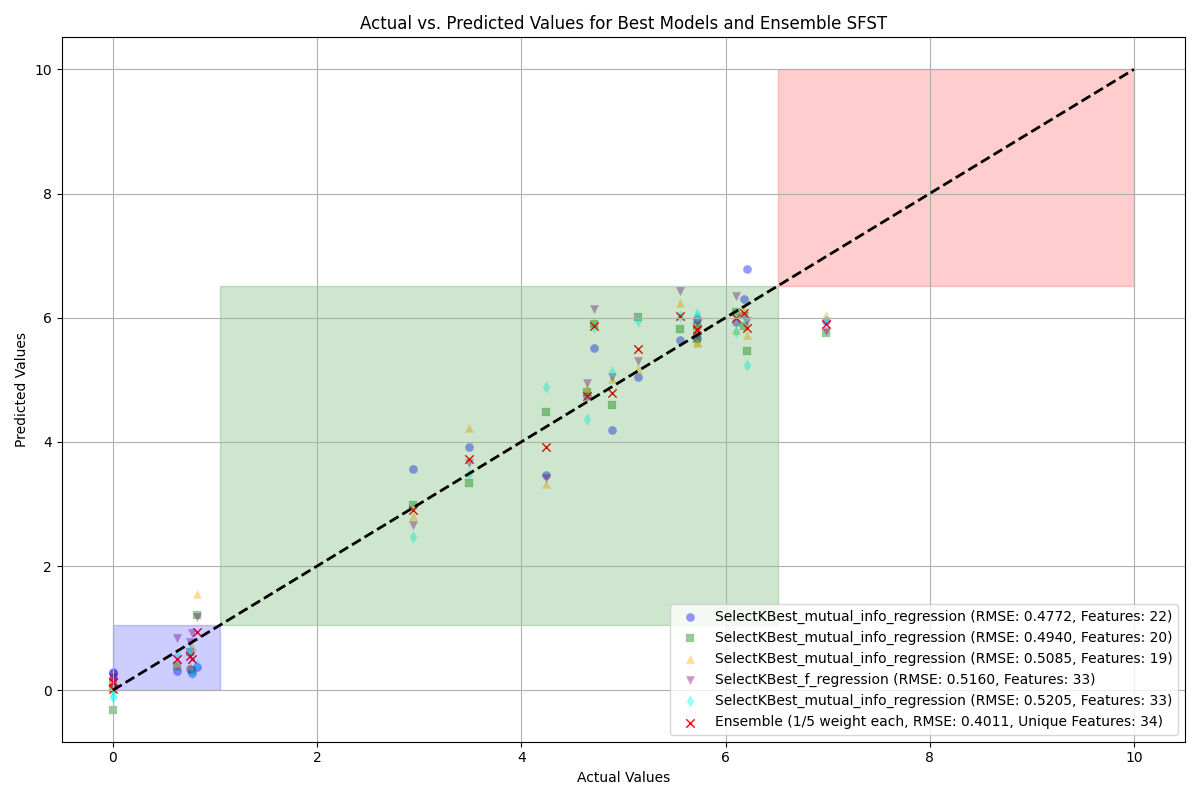 Actual vs. Predicted Values for Best Models and Ensemble SFST
Predicted Values
10
8
6
4
2
0
SelectKBest_mutual_info_regression (RMSE: 0.4772, Features: 22)
SelectKBest_mutual_info_regression (RMSE: 0.4940, Features: 20)
SelectKBest_mutual_info_regression (RMSE: 0.5085, Features: 19)
SelectKBest_f_regression (RMSE: 0.5160, Features: 33)
SelectKBest_mutual_info_regression (RMSE: 0.5205, Features: 33)
Ensemble (1/5 weight each, RMSE: 0.4011, Unique Features: 34)
0 2 4 6 8 10
Actual Values